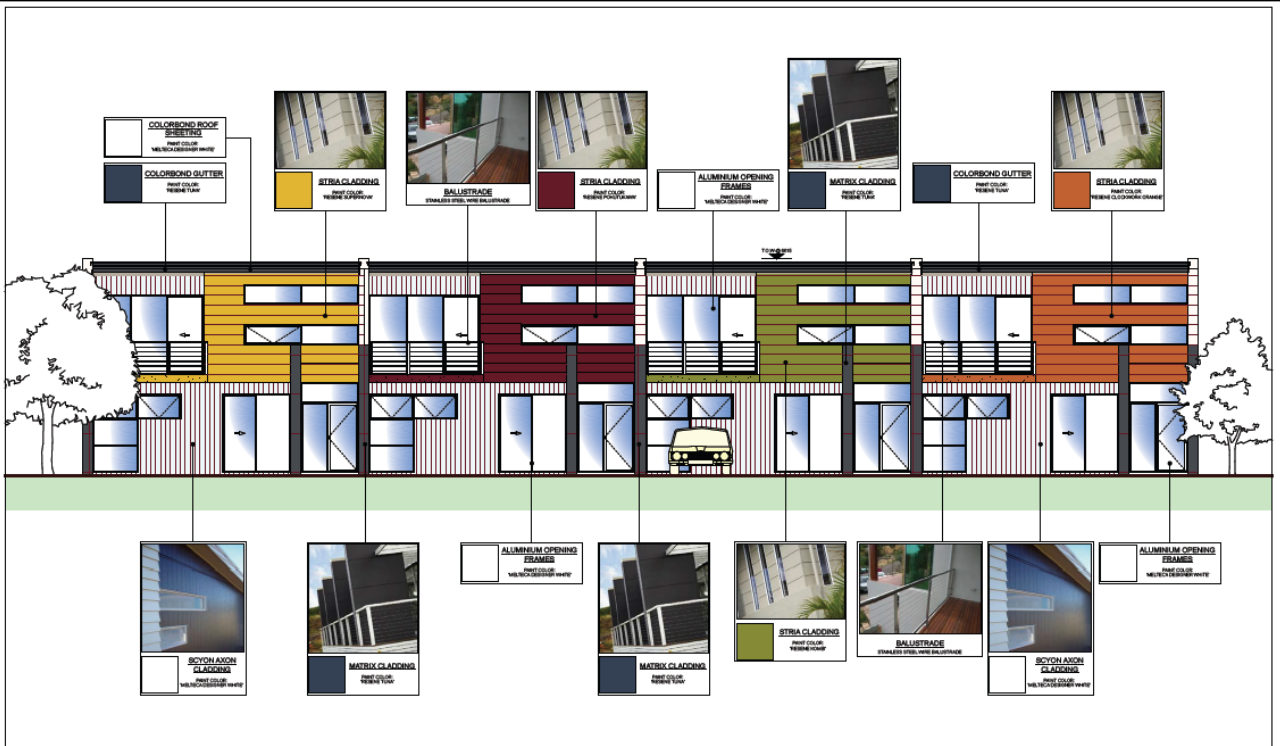 COLORBOND ROOF
SHEETING
PAINT COLOR:
'MELTECA DESIGNER WHITE'
COLORBOND GUTTER
PAINT COLOR:
'RESENE TUNA'
STRIA CLADDING
PAINT COLOR:
'RESENE SUPERNOVA'
BALUSTRADE
STAINLESS STEEL WIRE BALUSTRADE
STRIA CLADDING
PAINT COLOR:
'RESENE POHUTUKAWA'
ALUMINIUM OPENING
FRAMES
PAINT COLOR:
'MELTECA DESIGNER WHITE'
MATRIX CLADDING
PAINT COLOR:
'RESENE TUNA'
COLORBOND GUTTER
PAINT COLOR:
'RESENE TUNA'
STRIA CLADDING
PAINT COLOR:
'RESENE CLOCKWORK ORANGE'
SCYON AXON
CLADDING
PAINT COLOR:
'MELTECA DESIGNER WHITE'
MATRIX CLADDING
PAINT COLOR:
'RESENE TUNA'
ALUMINIUM OPENING
FRAMES
PAINT COLOR:
'MELTECA DESIGNER WHITE'
MATRIX CLADDING
PAINT COLOR:
'RESENE TUNA'
STRIA CLADDING
PAINT COLOR:
'RESENE KOMBI'
BALUSTRADE
STAINLESS STEEL WIRE BALUSTRADE
SCYON AXON
CLADDING
PAINT COLOR:
'MELTECA DESIGNER WHITE'
ALUMINIUM OPENING
FRAMES
PAINT COLOR:
'MELTECA DESIGNER WHITE'